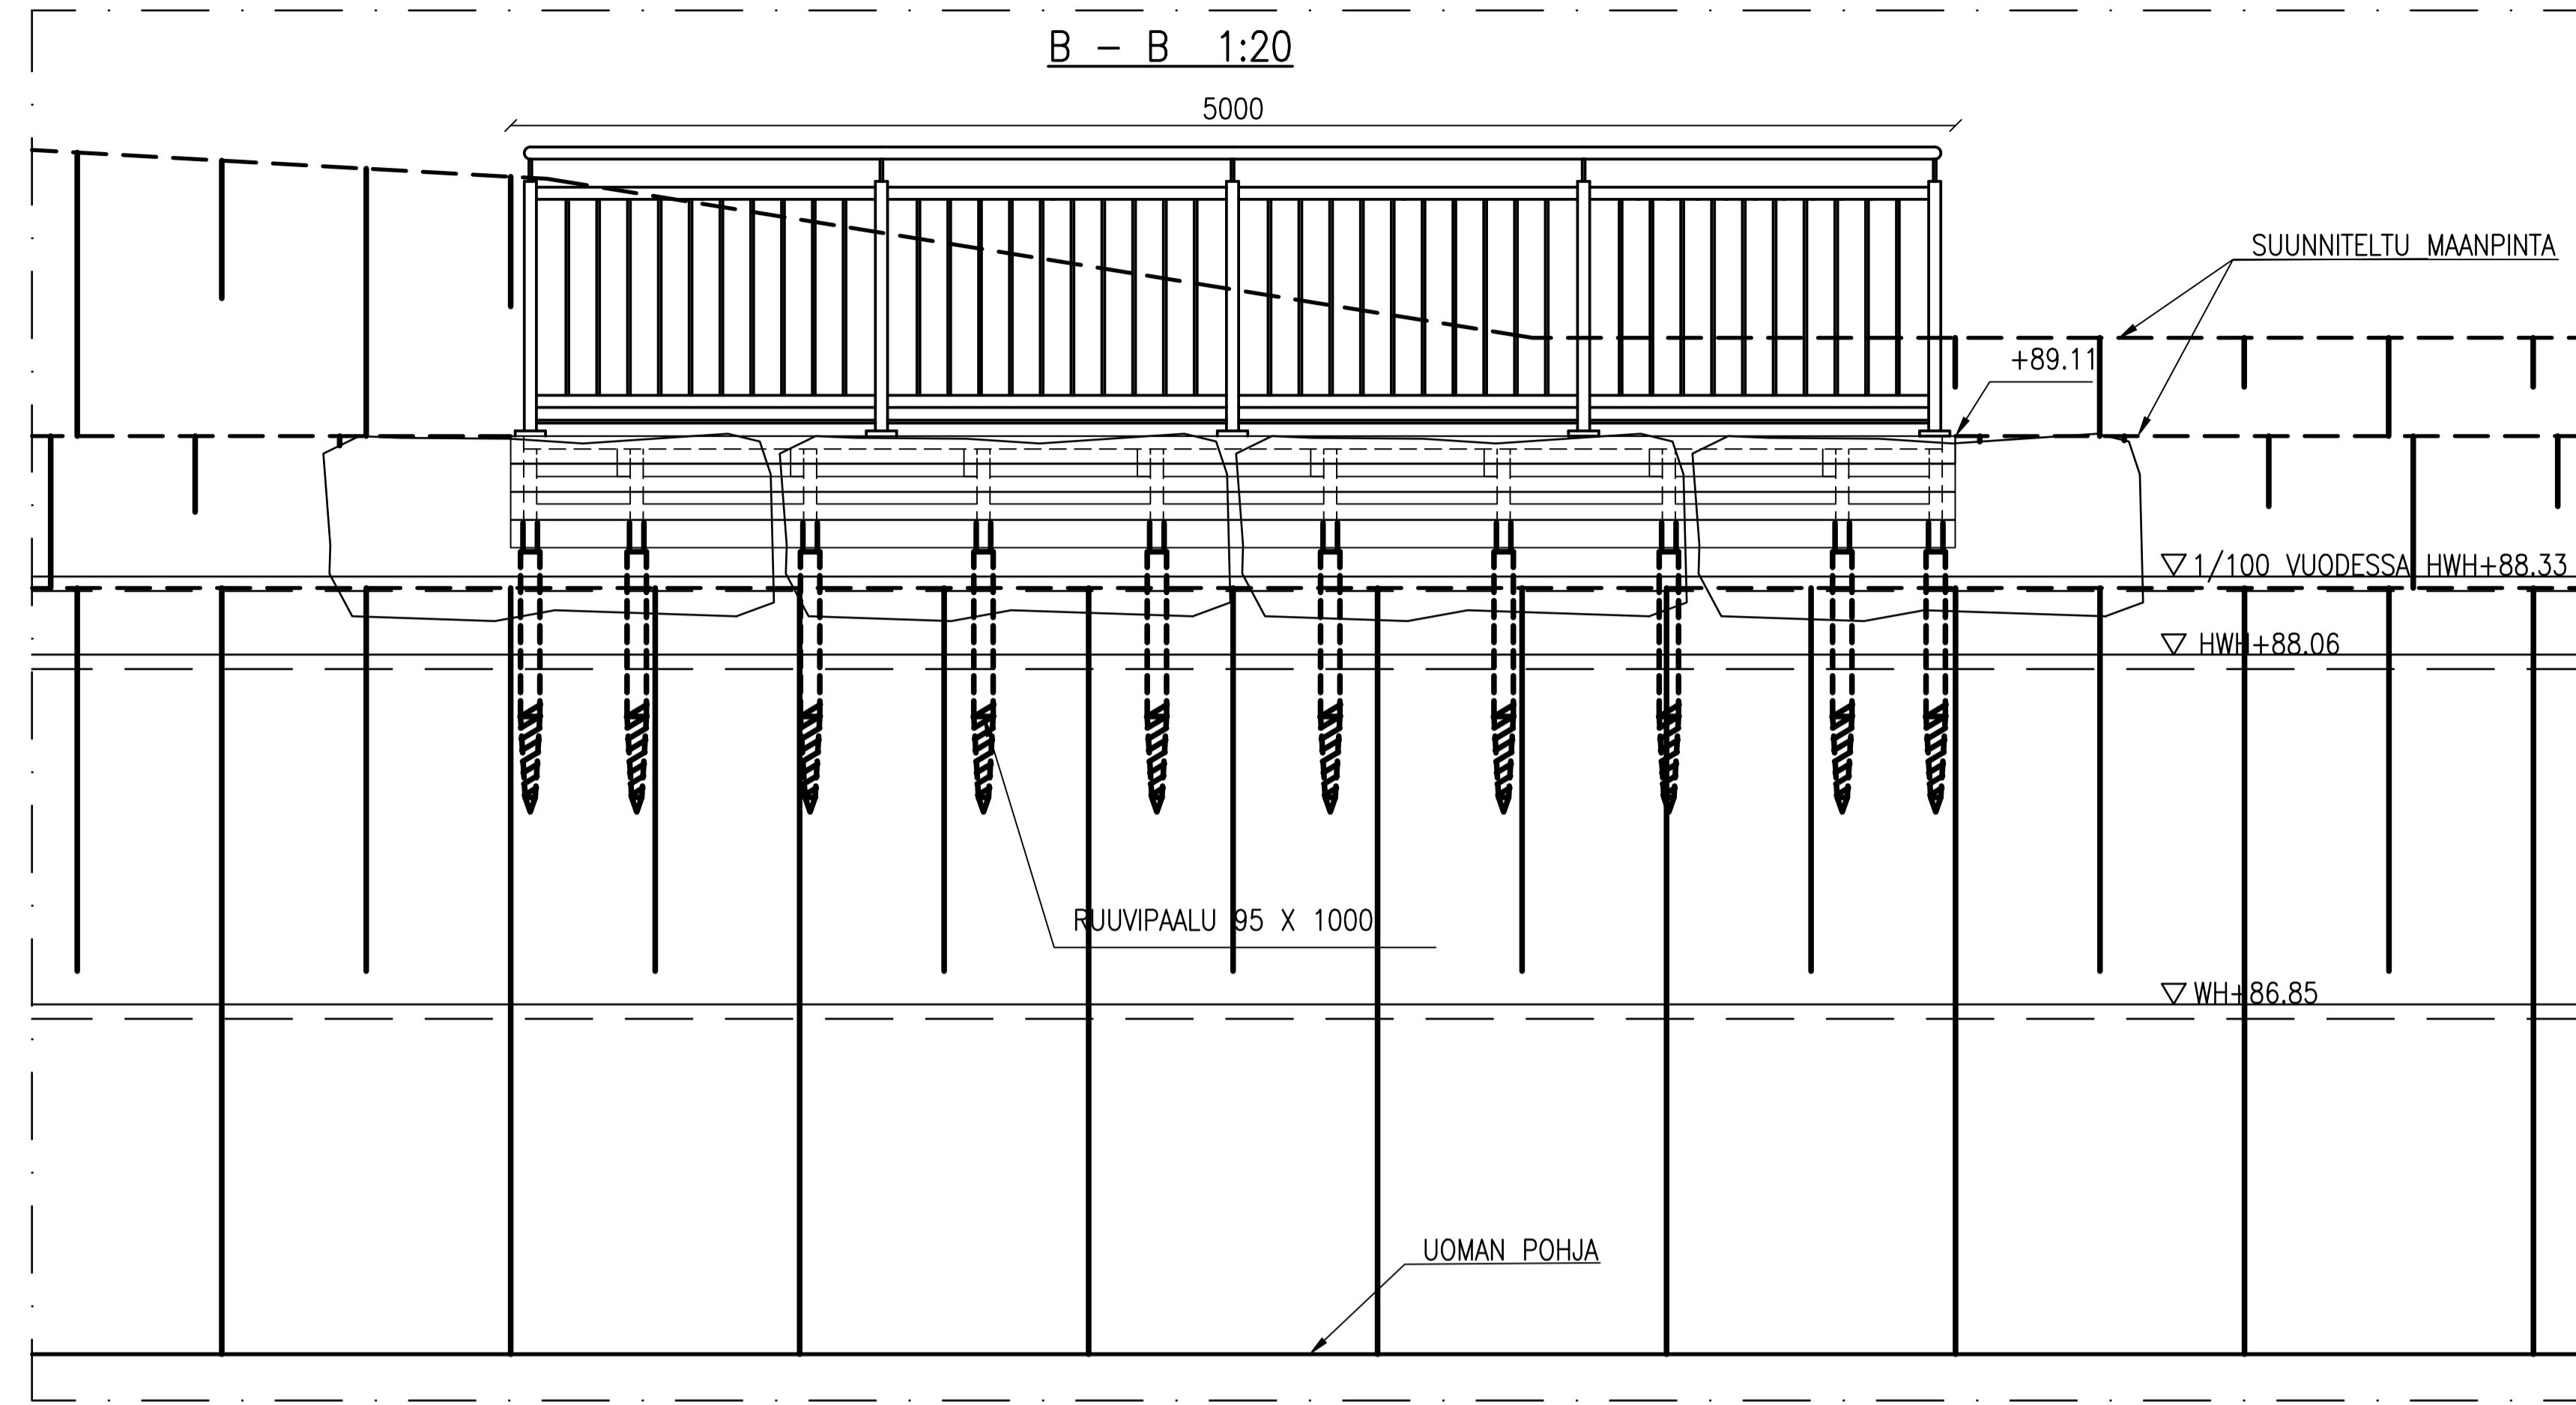 B – B 1:20
5000
SUUNNITELTU MAANPINTA
+89.11
1/100 VUODESSA HWH+88.33
HWH+88.06
RUUVIPAALU 95 X 1000
WH+86.85
UOMAN POHJA